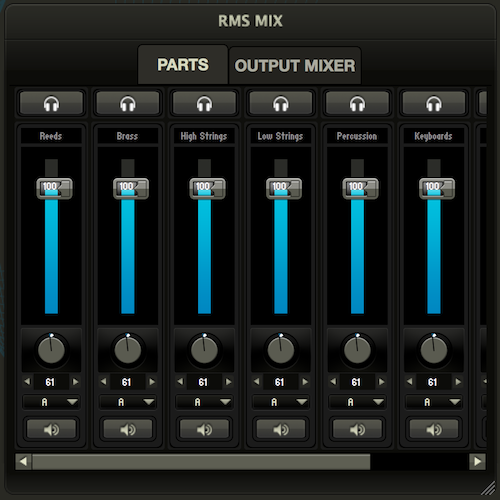 RMS MIX
PARTS OUTPUT MIXER
Reeds Brass High Strings Low Strings Percussion Keyboards
100 100 100 100 100 100
61 61 61 61 61 61
A A A A A A